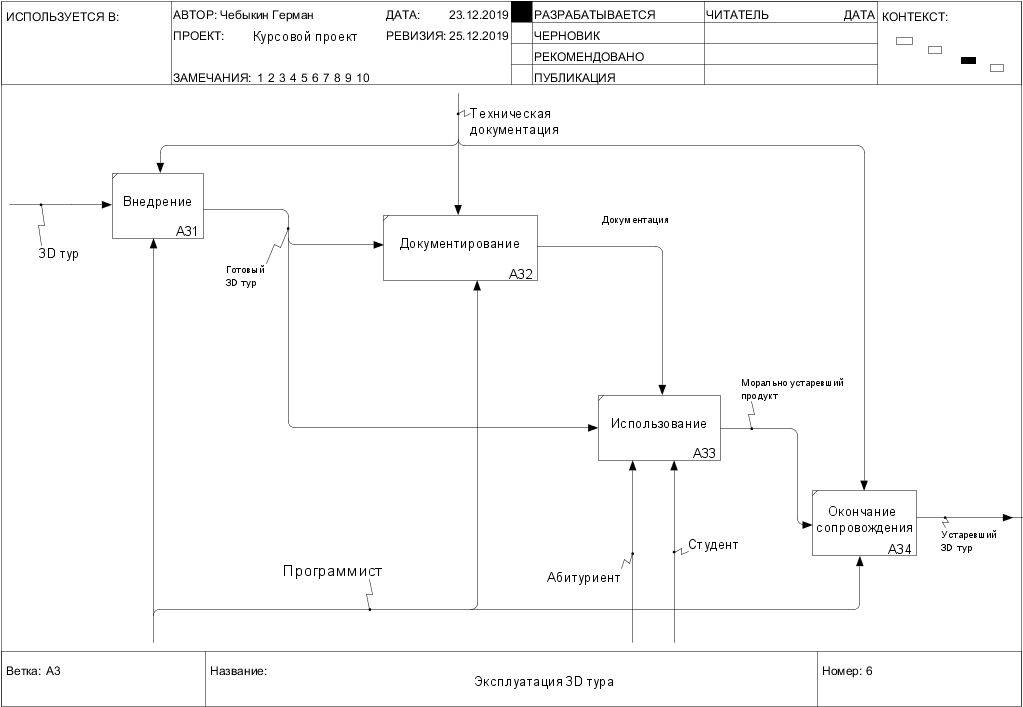 ИСПОЛЬЗУЕТСЯ В:
АВТОР: Чебыкин Герман
ДАТА: 23.12.2019
РАЗРАБАТЫВАЕТСЯ
ЧИТАТЕЛЬ
ДАТА
КОНТЕКСТ:
ПРОЕКТ: Курсовой проект
РЕВИЗИЯ: 25.12.2019
ЧЕРНОВИК
РЕКОМЕНДОВАНО
ЗАМЕЧАНИЯ: 1 2 3 4 5 6 7 8 9 10
ПУБЛИКАЦИЯ
Техническая
документация
Внедрение
A31
3D тур
Готовый
3D тур
Документирование
A32
Документация
Использование
A33
Морально устаревший
продукт
Окончание
сопровождения
A34
Устаревший
3D тур
Студент
Абитуриент
Программист
Ветка: A3
Название:
Эксплуатация 3D тура
Номер: 6